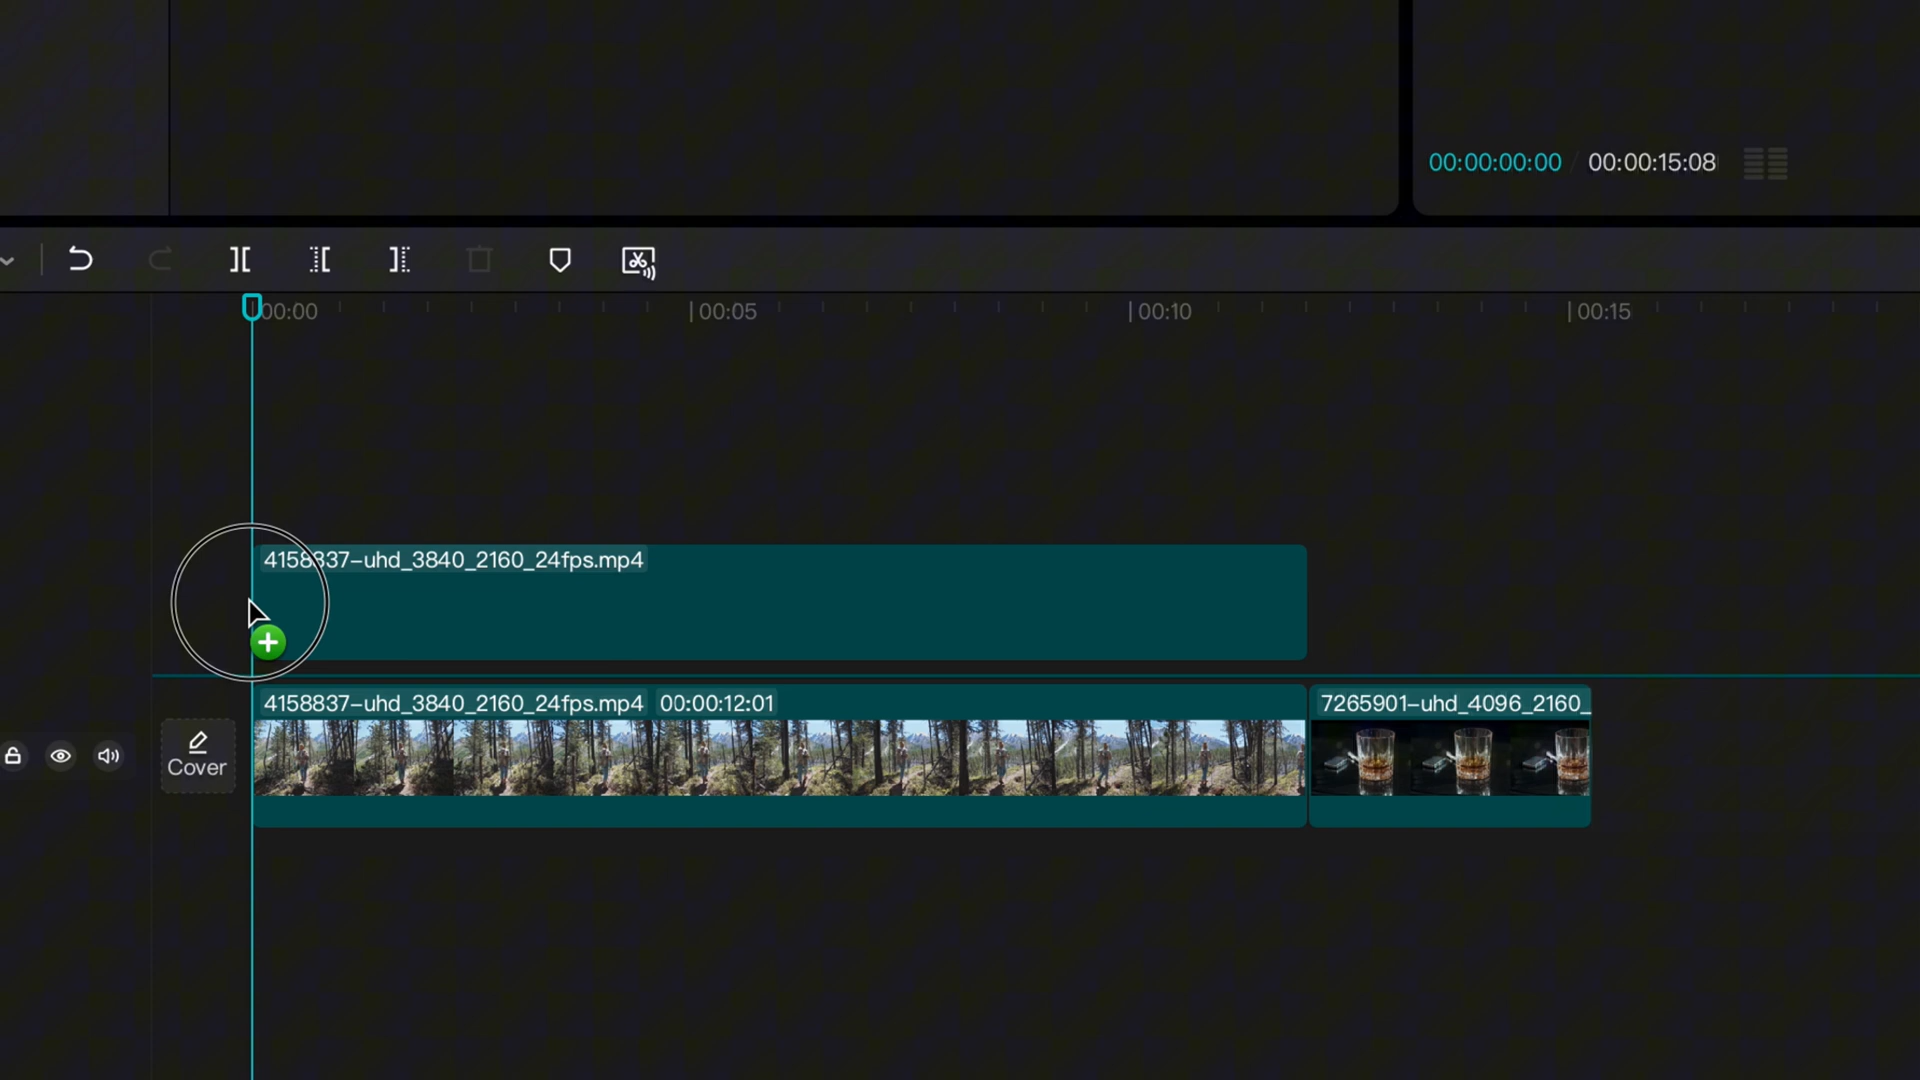 00:00:00:00 / 00:00:15:08
00:00
00:05
00:10
00:15
4158837-uhd_3840_2160_24fps.mp4
4158837-uhd_3840_2160_24fps.mp4 00:00:12:01
7265901-uhd_4096_2160_
Cover